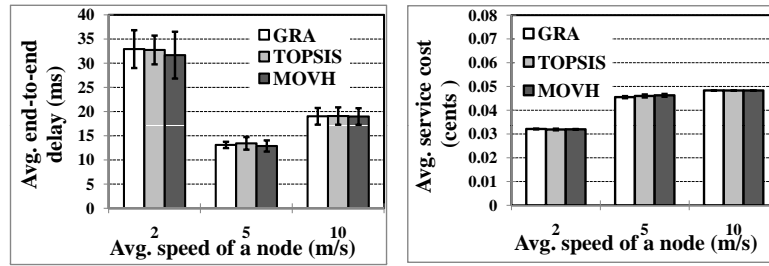 Avg. end-to-end
delay (ms)
40
35
30
25
20
15
10
5
0
GRA
TOPSIS
MOVH
2
5
10
Avg. speed of a node (m/s)
Avg. service cost
(cents )
0.08
0.07
0.06
0.05
0.04
0.03
0.02
0.01
0
GRA
TOPSIS
MOVH
2
5
10
Avg. speed of a node (m/s)